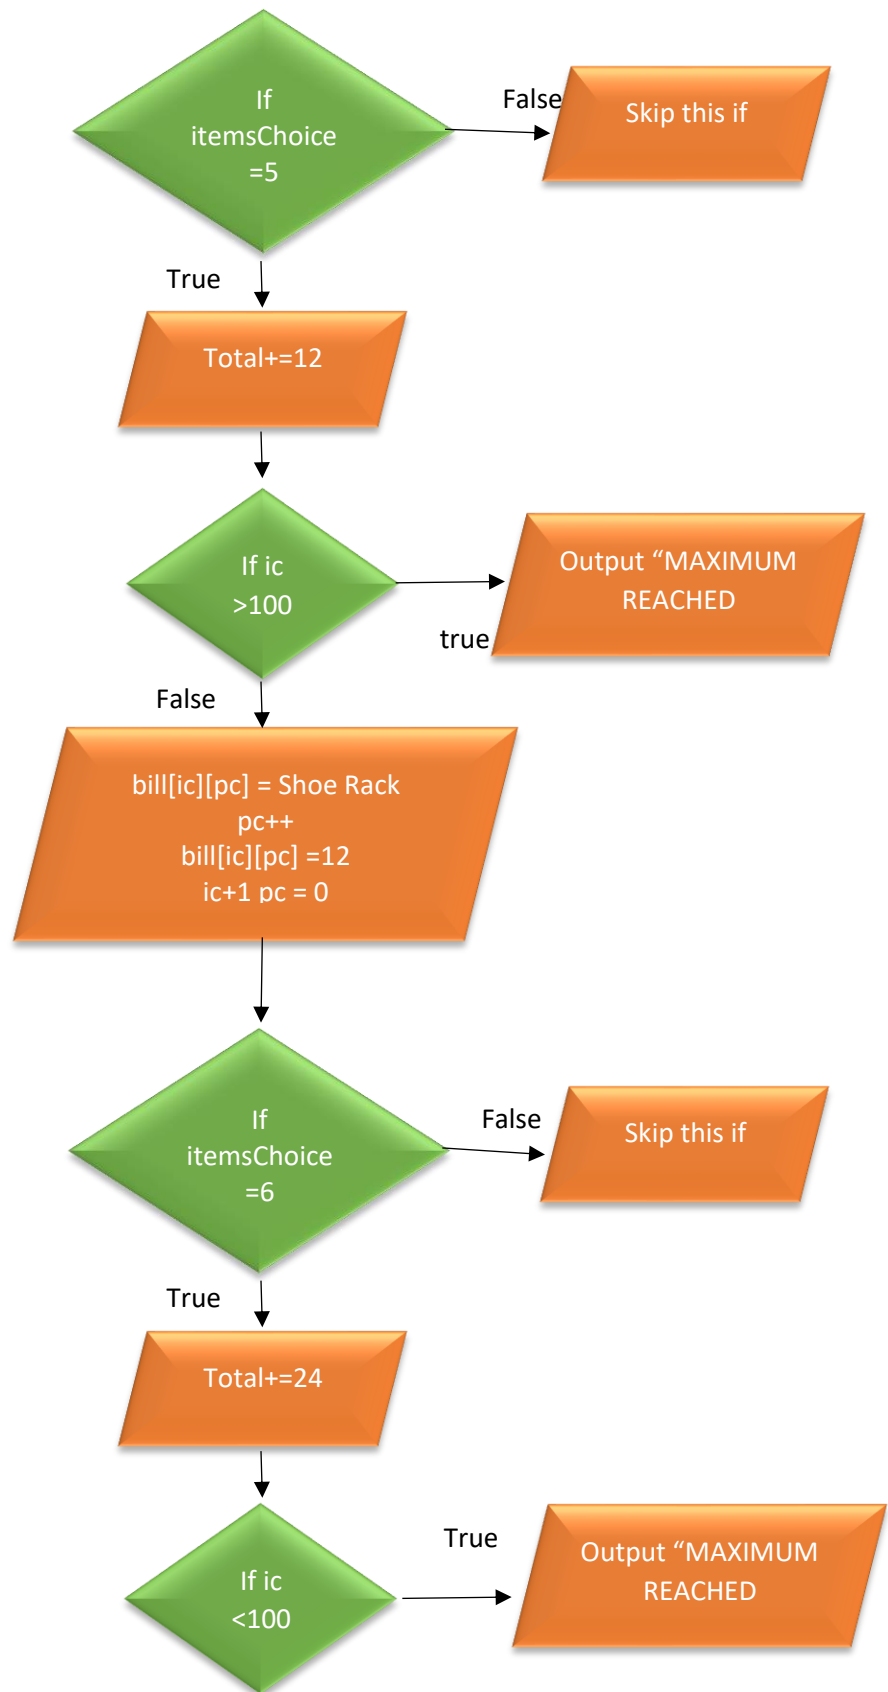 If
itemsChoice
=5
False
Skip this if
True
Total+=12
If ic
>100
true
Output “MAXIMUM
REACHED
False
bill[ic][pc] = Shoe Rack
pc++
bill[ic][pc] =12
ic+1 pc = 0
If
itemsChoice
=6
False
Skip this if
True
Total+=24
If ic
<100
True
Output “MAXIMUM
REACHED